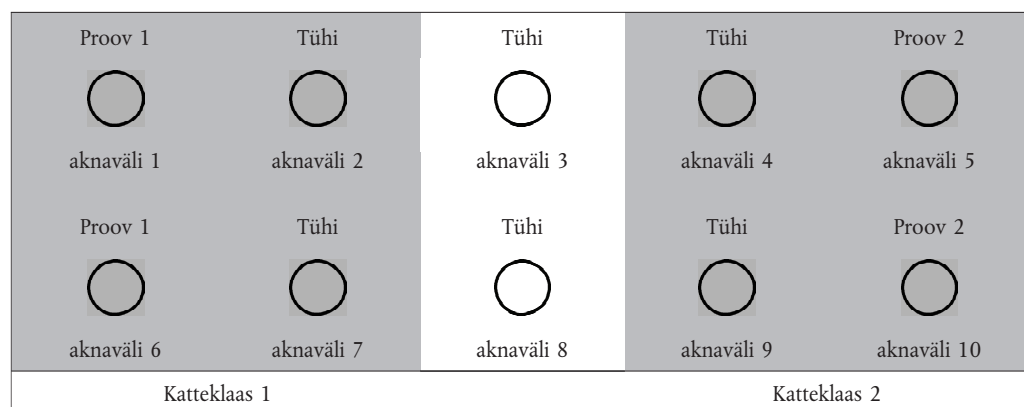 Proov 1 Tühi Tühi Tühi Proov 2
aknaväli 1 aknaväli 2 aknaväli 3 aknaväli 4 aknaväli 5
Proov 1 Tühi Tühi Tühi Proov 2
aknaväli 6 aknaväli 7 aknaväli 8 aknaväli 9 aknaväli 10
Katteklaas 1 Katteklaas 2